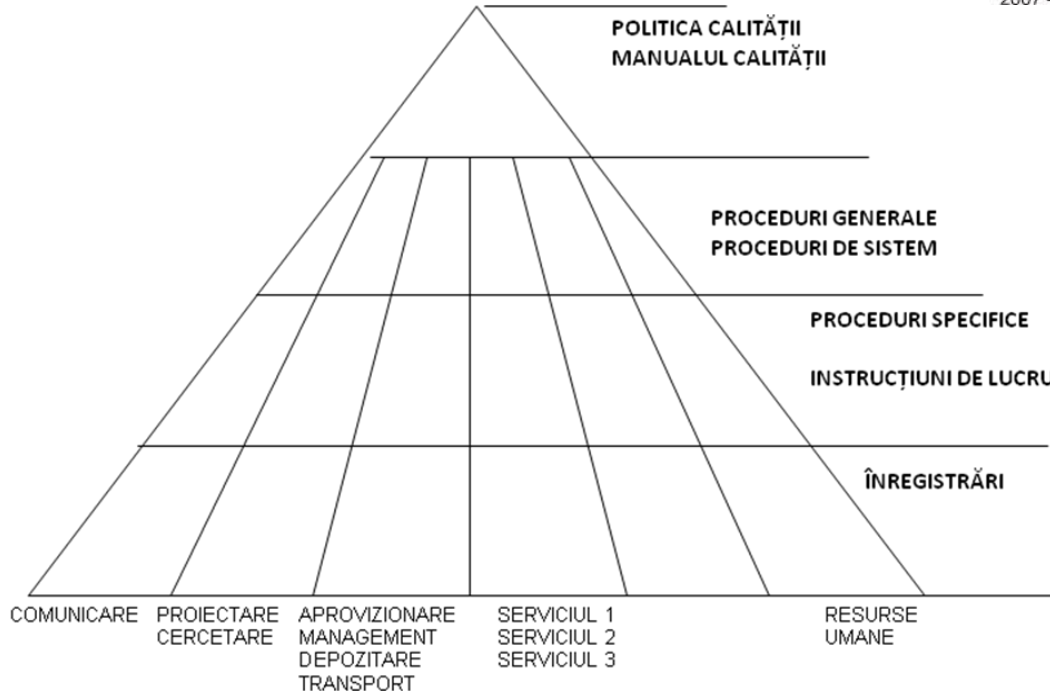 POLITICA CALITĂȚII
MANUALUL CALITĂȚII
PROCEDURI GENERALE
PROCEDURI DE SISTEM
PROCEDURI SPECIFICE
INSTRUCȚIUNI DE LUCRU
ÎNREGISTRĂRI
COMUNICARE
PROIECTARE
CERCETARE
APROVIZIONARE
MANAGEMENT
DEPOZITARE
TRANSPORT
SERVICIUL 1
SERVICIUL 2
SERVICIUL 3
RESURSE
UMANE